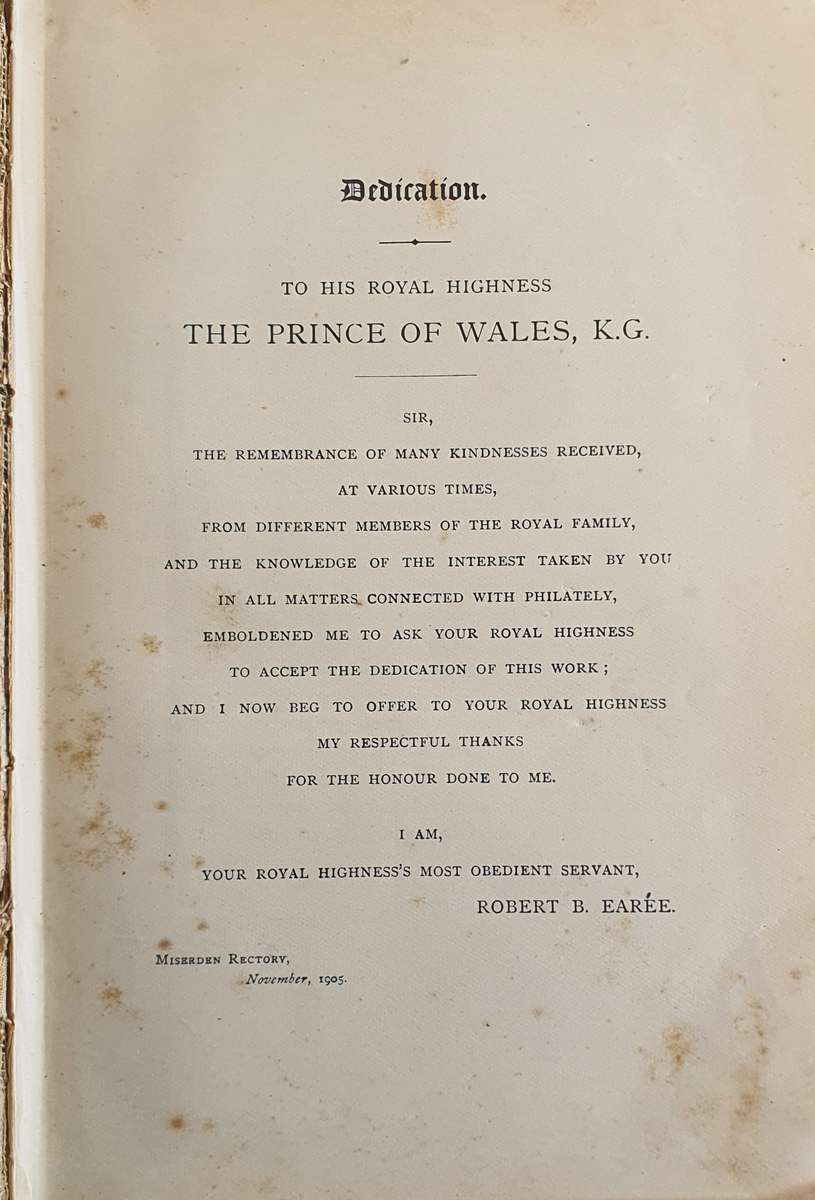 Dedication.
TO HIS ROYAL HIGHNESS
THE PRINCE OF WALES, K.G.
SIR,
THE REMEMBRANCE OF MANY KINDNESSES RECEIVED,
AT VARIOUS TIMES,
FROM DIFFERENT MEMBERS OF THE ROYAL FAMILY,
AND THE KNOWLEDGE OF THE INTEREST TAKEN BY YOU
IN ALL MATTERS CONNECTED WITH PHILATELY,
EMBOLDENED ME TO ASK YOUR ROYAL HIGHNESS
TO ACCEPT THE DEDICATION OF THIS WORK;
AND I NOW BEG TO OFFER TO YOUR ROYAL HIGHNESS
MY RESPECTFUL THANKS
FOR THE HONOUR DONE TO ME.
I AM,
YOUR ROYAL HIGHNESS'S MOST OBEDIENT SERVANT,
ROBERT B. EARÉE.
MISERDEN RECTORY,
November, 1905.